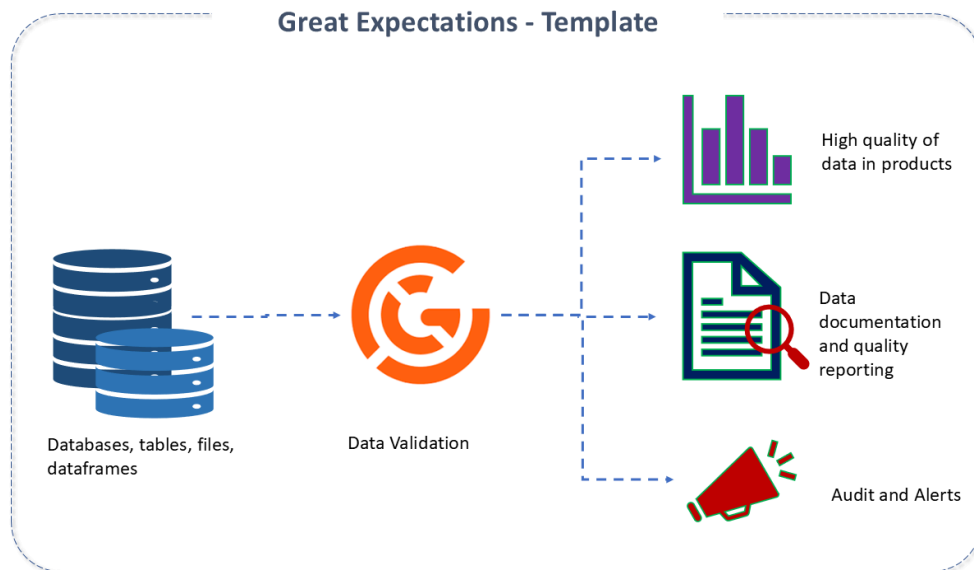 Great Expectations - Template
High quality of
data in products
Data
documentation
and quality
reporting
Databases, tables, files,
dataframes
Data Validation
Audit and Alerts